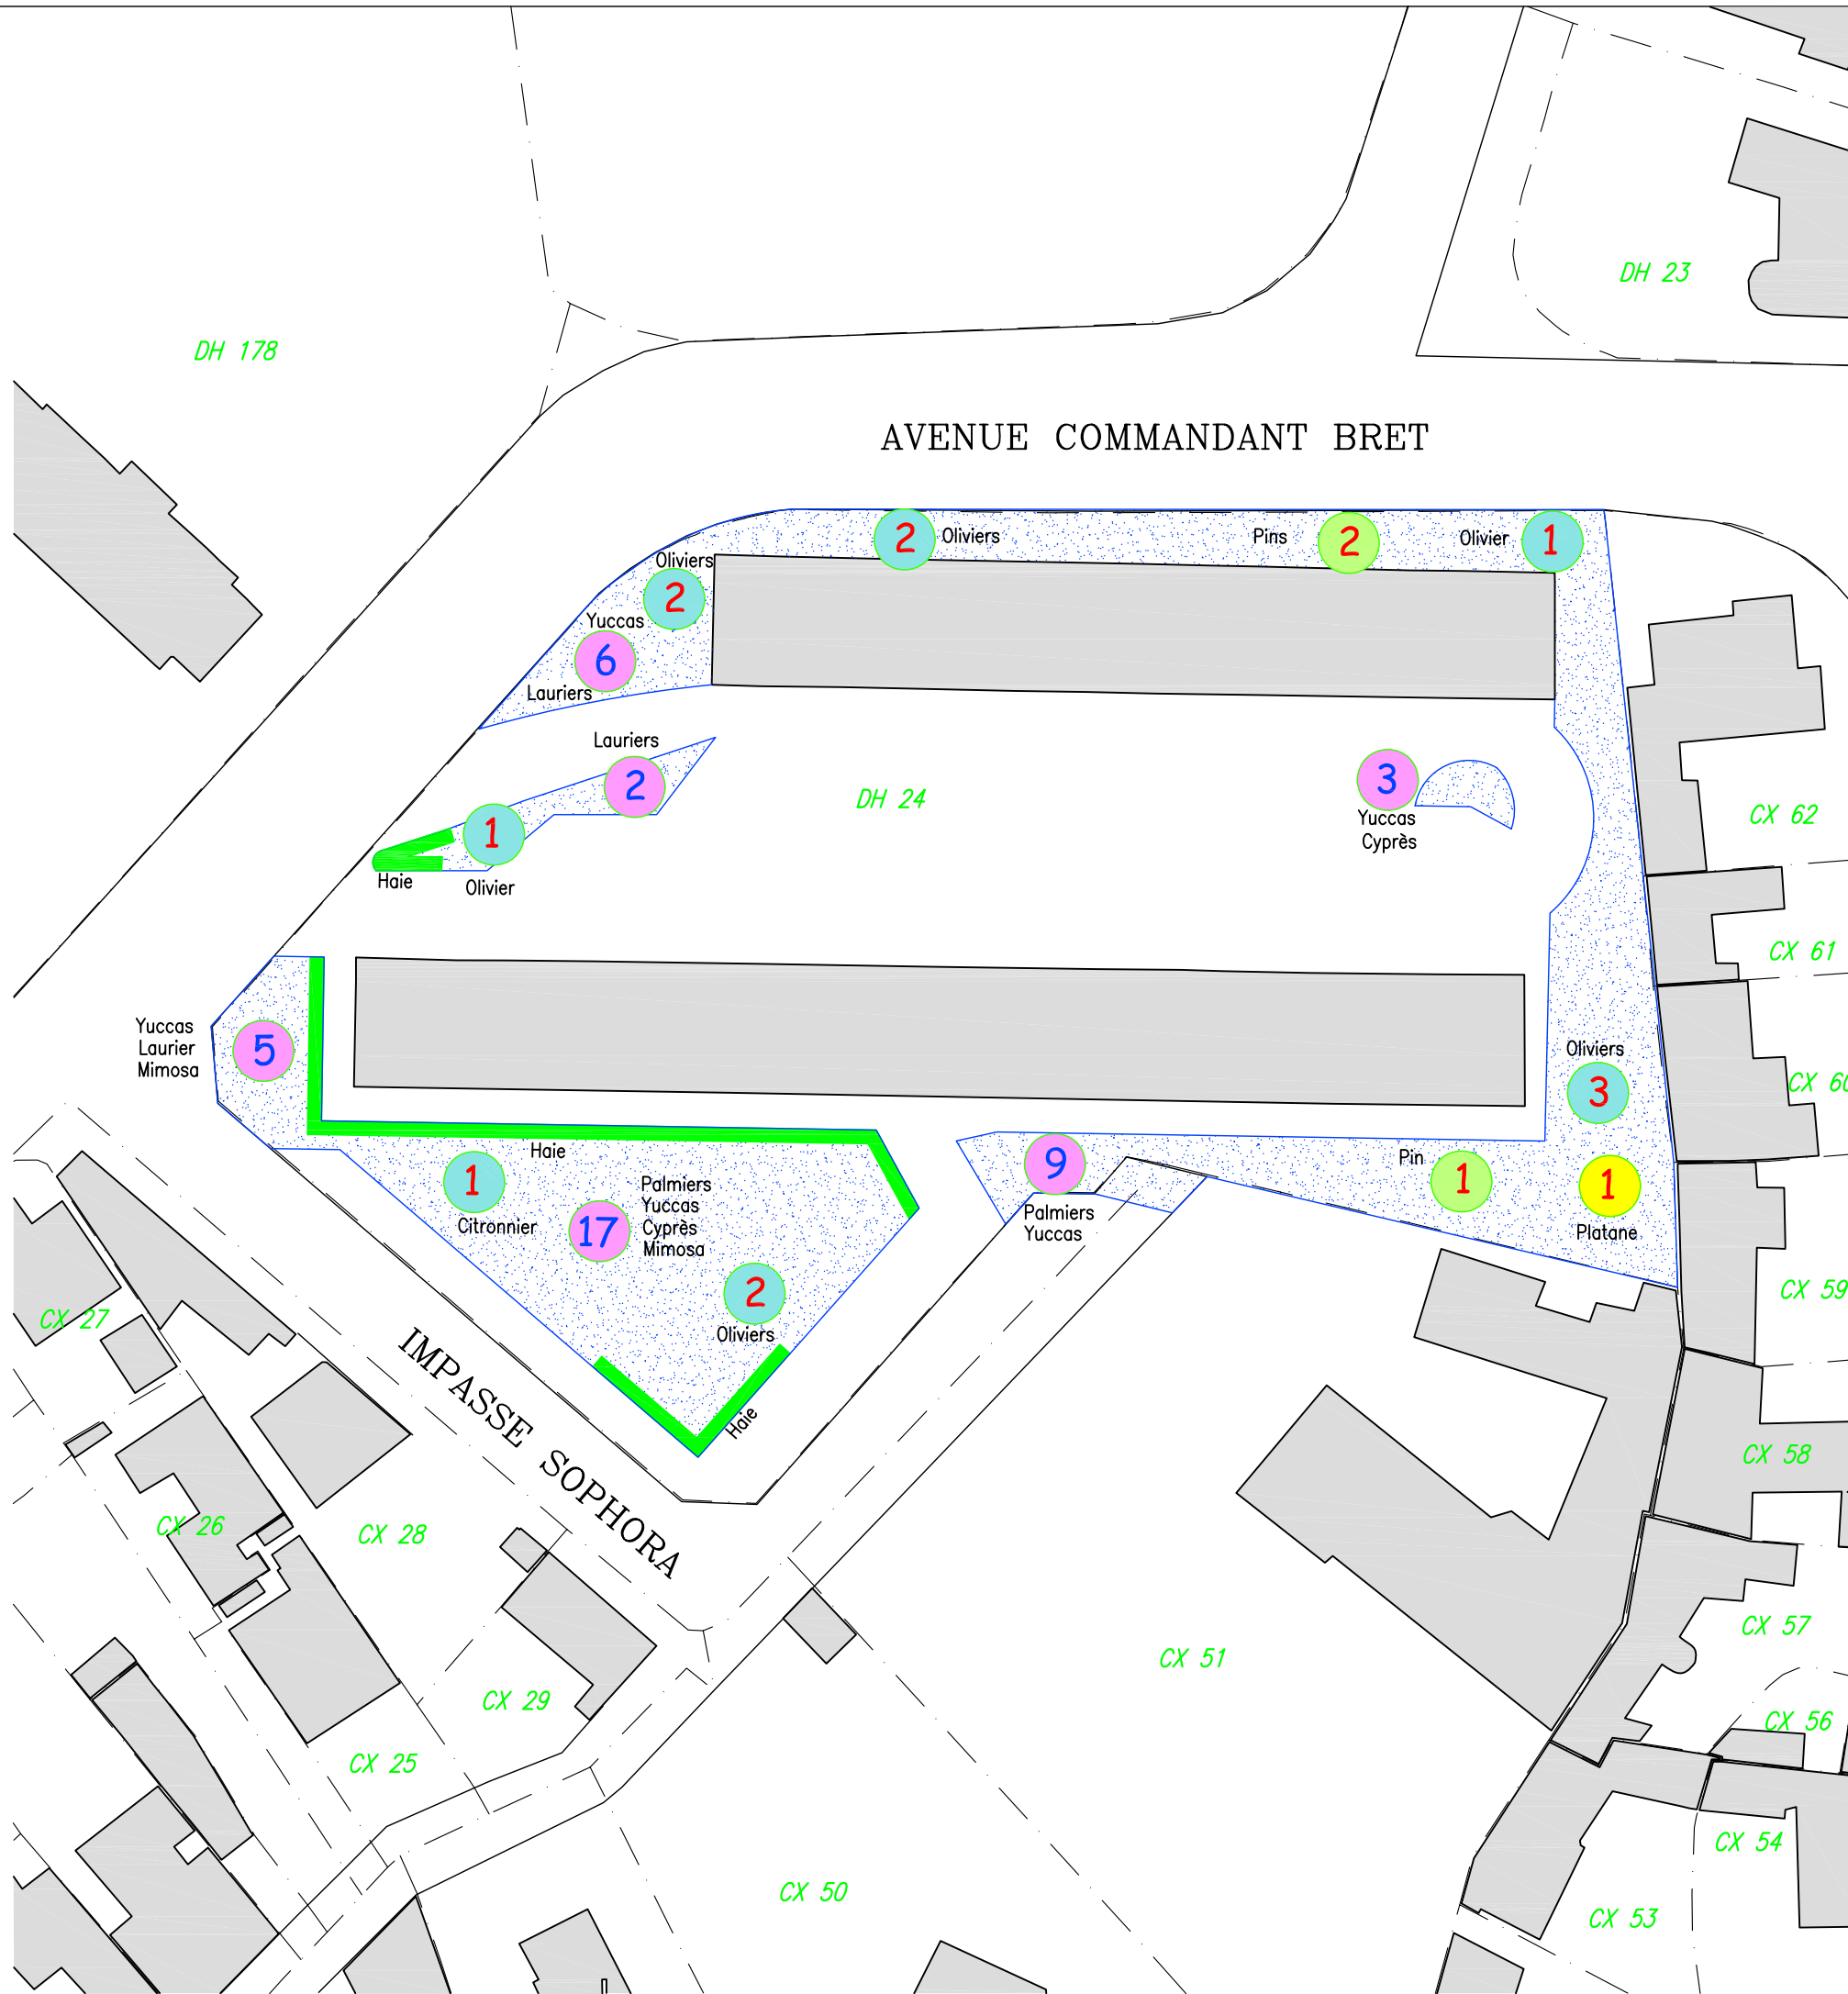 DH 23
DH 178
AVENUE COMMANDANT BRET
2
Oliviers
Pins
2
Olivier
1
Oliviers
2
Yuccas
6
Lauriers
Lauriers
2
1
Haie
Olivier
DH 24
3
Yuccas
Cyprès
CX 62
CX 61
Yuccas
Laurier
Mimosa
5
Oliviers
3
CX 60
Haie
1
Citronnier
17
Palmiers
Yuccas
Cyprès
Mimosa
2
Oliviers
Haie
9
Palmiers
Yuccas
Pin
1
1
Platane
CX 59
CX 27
IMPASSE SOPHORA
CX 58
CX 26
CX 28
CX 57
CX 51
CX 29
CX 56
CX 25
CX 54
CX 50
CX 53